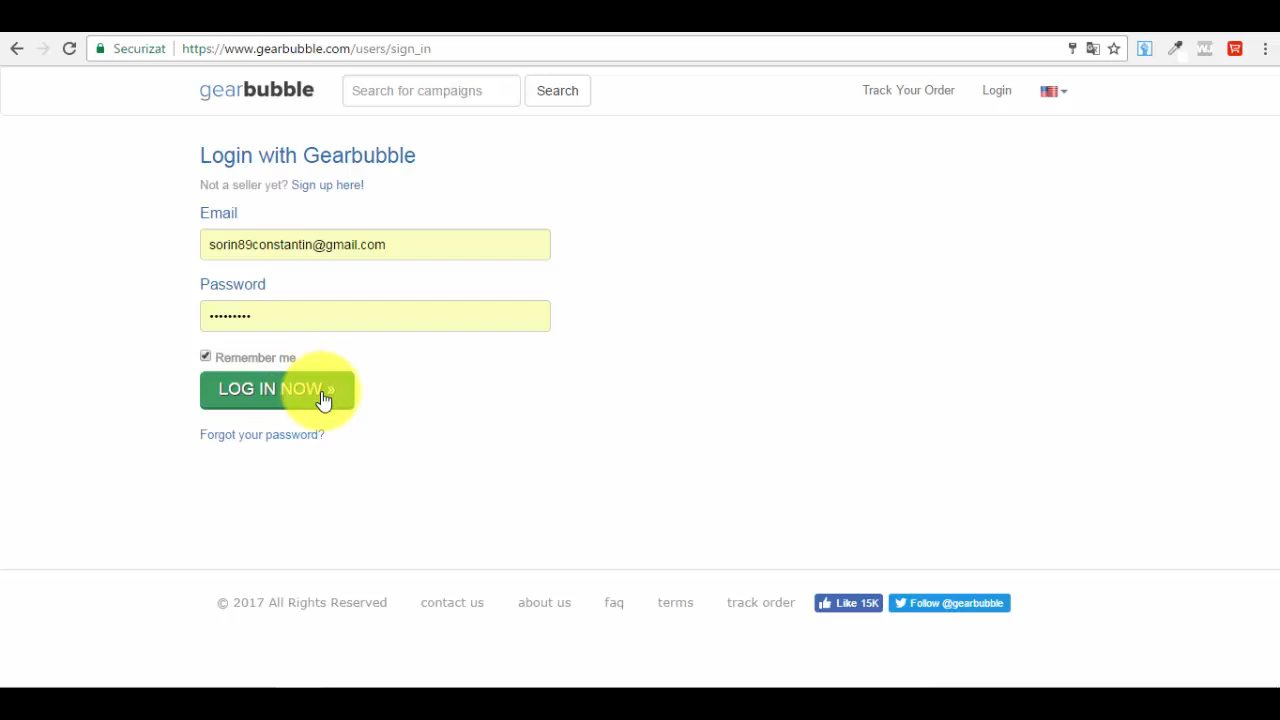 Securizat https://www.gearbubble.com/users/sign_in
gearbubble Search for campaigns Search Track Your Order Login
Login with Gearbubble
Not a seller yet? Sign up here!
Email
sorin89constantin@gmail.com
Password
•••••••••
Remember me
LOG IN NOW »
Forgot your password?
© 2017 All Rights Reserved contact us about us faq terms track order Like 15K Follow @gearbubble